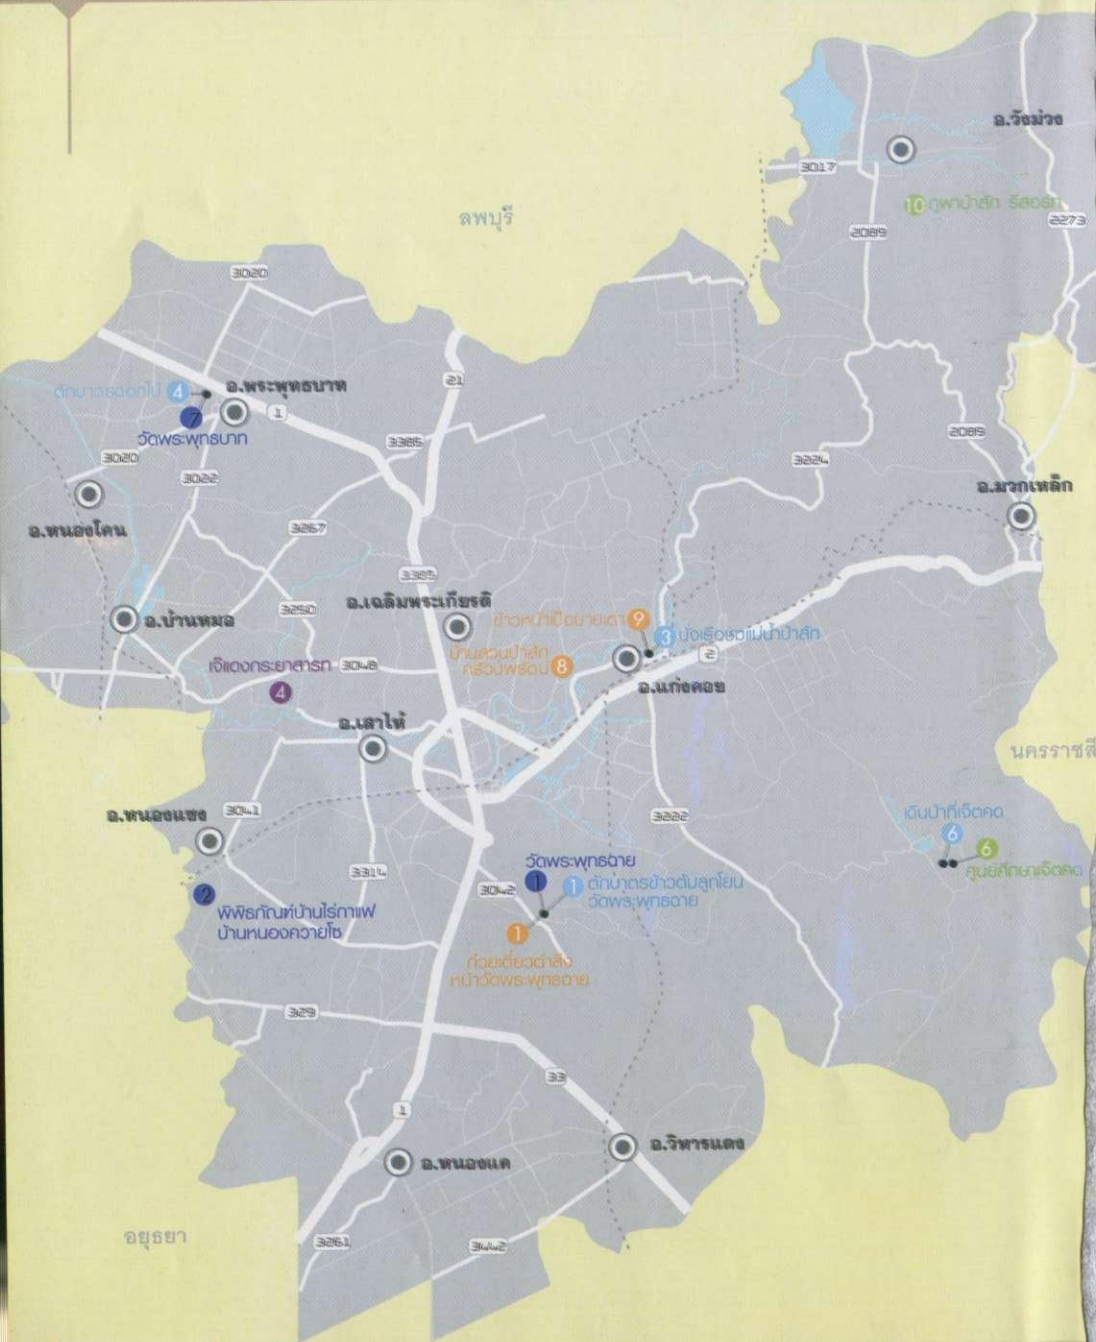 อ.วังม่วง
3017
10 ภูผาป่าสัก รีสอร์ท
ลพบุรี
2273
2089
3020
21
ตักบาตรดอกไม้ 4
อ.พระพุทธบาท
7
1
วัดพระพุทธบาท
3385
2089
3020
3224
3022
อ.มวกเหล็ก
อ.หนองโดน
3267
3385
อ.เฉลิมพระเกียรติ
3250
อ.บ้านหมอ
ข้าวหน้าเป็ดนายเดา 9
3 นั่งเรือชมแม่น้ำป่าสัก
บ้านสวนป่าสัก
ครัวนพรัตน์ 8
2
เจ๊แดงกระยาสารท
3048
4
อ.แก่งคอย
อ.เสาไห้
นครราชสี
อ.หนองแซง
3041
3222
เดินป่าที่เจ็ดคด
6
6
ศูนย์ศึกษาเจ็ดคด
3314
วัดพระพุทธฉาย
1
1 ตักบาตรข้าวต้มลูกโยน
วัดพระพุทธฉาย
3042
2
พิพิธภัณฑ์บ้านไร่กาแฟ
บ้านหนองควายโซ
1
ก๋วยเตี๋ยวตำลึง
หน้าวัดพระพุทธฉาย
329
33
1
อ.วิหารแดง
อ.หนองแค
อยุธยา
3261
3442